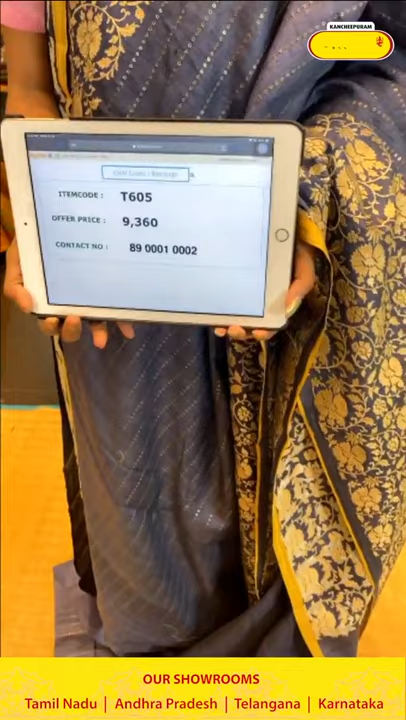 KANCHEEPURAM
ITEMCODE : T605
OFFER PRICE : 9,360
CONTACT NO : 89 0001 0002
OUR SHOWROOMS
Tamil Nadu | Andhra Pradesh | Telangana | Karnataka